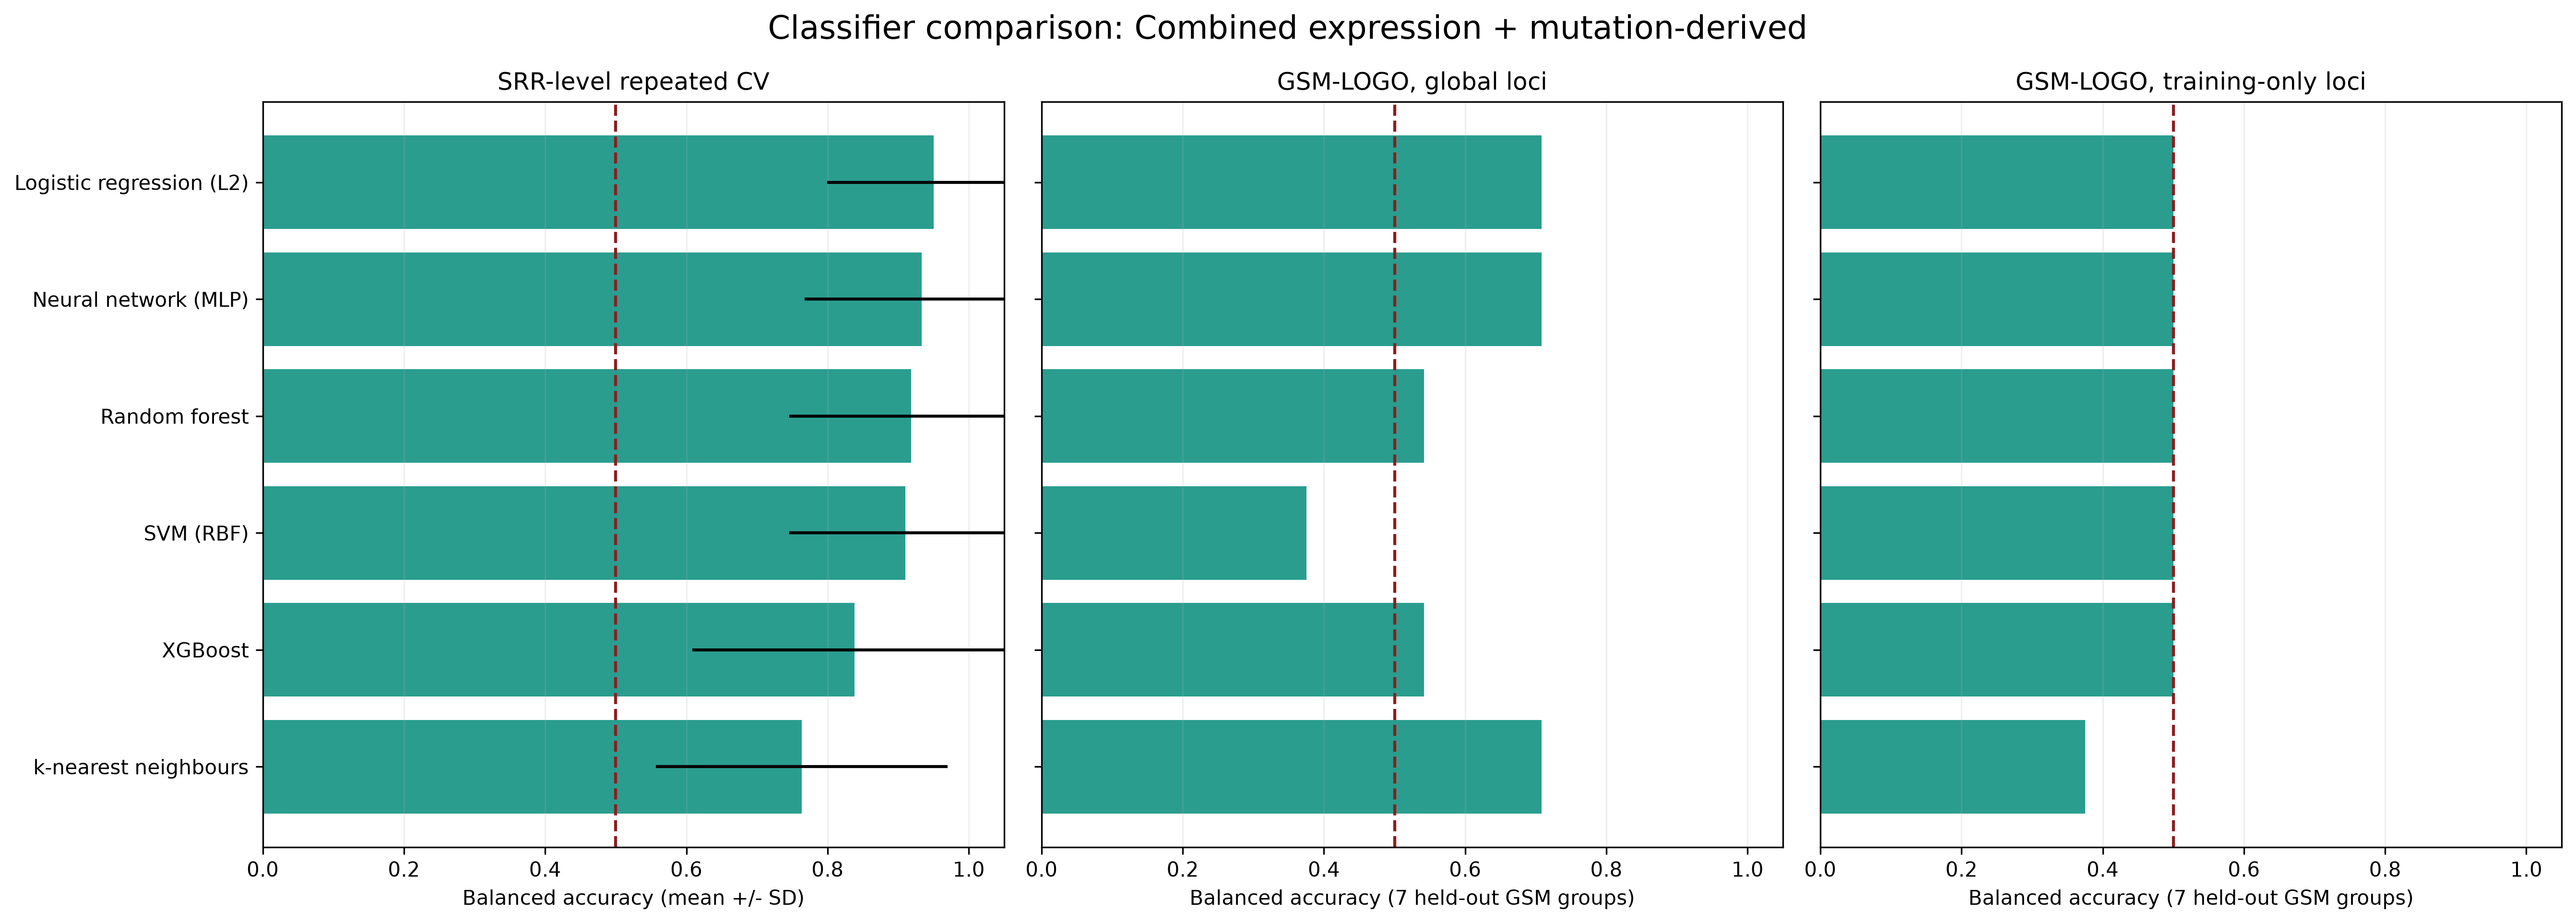 Classifier comparison: Combined expression + mutation-derived
SRR-level repeated CV
GSM-LOGO, global loci
GSM-LOGO, training-only loci
Logistic regression (L2)
Neural network (MLP)
Random forest
SVM (RBF)
XGBoost
k-nearest neighbours
0.0 0.2 0.4 0.6 0.8 1.0
0.0 0.2 0.4 0.6 0.8 1.0
0.0 0.2 0.4 0.6 0.8 1.0
Balanced accuracy (mean +/- SD)
Balanced accuracy (7 held-out GSM groups)
Balanced accuracy (7 held-out GSM groups)